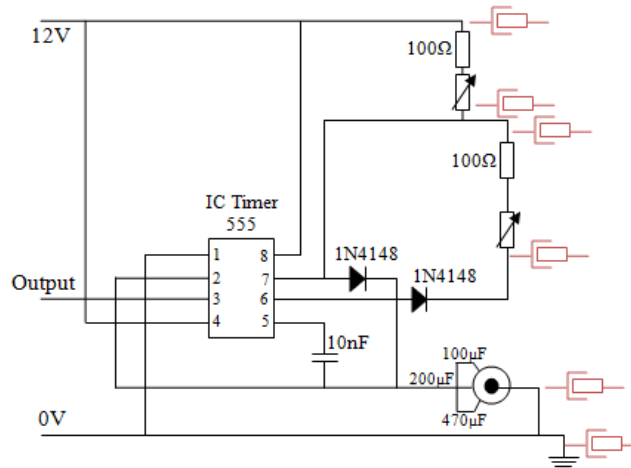 12V
100Ω
100Ω
IC Timer
555
1 8
2 7
3 6
4 5
1N4148
1N4148
Output
10nF
100μF
200μF
470μF
0V